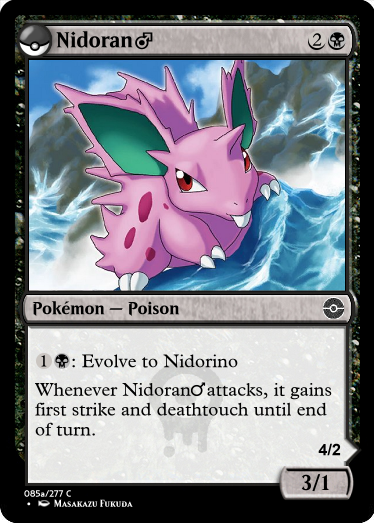 Nidoran♂ 2
Pokémon — Poison
1 : Evolve to Nidorino
Whenever Nidoran♂ attacks, it gains
first strike and deathtouch until end
of turn.
4/2
3/1
085a/277 C
• Masakazu Fukuda